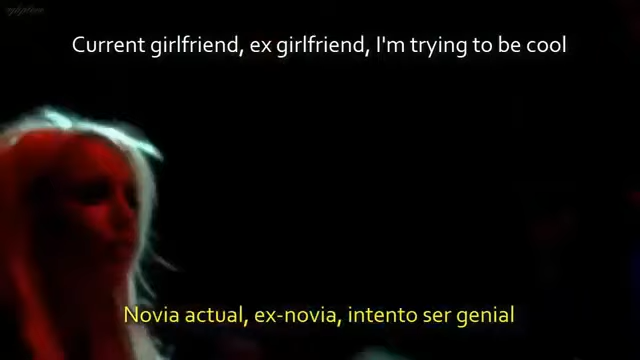 Current girlfriend, ex girlfriend, I'm trying to be cool
Novia actual, ex-novia, intento ser genial